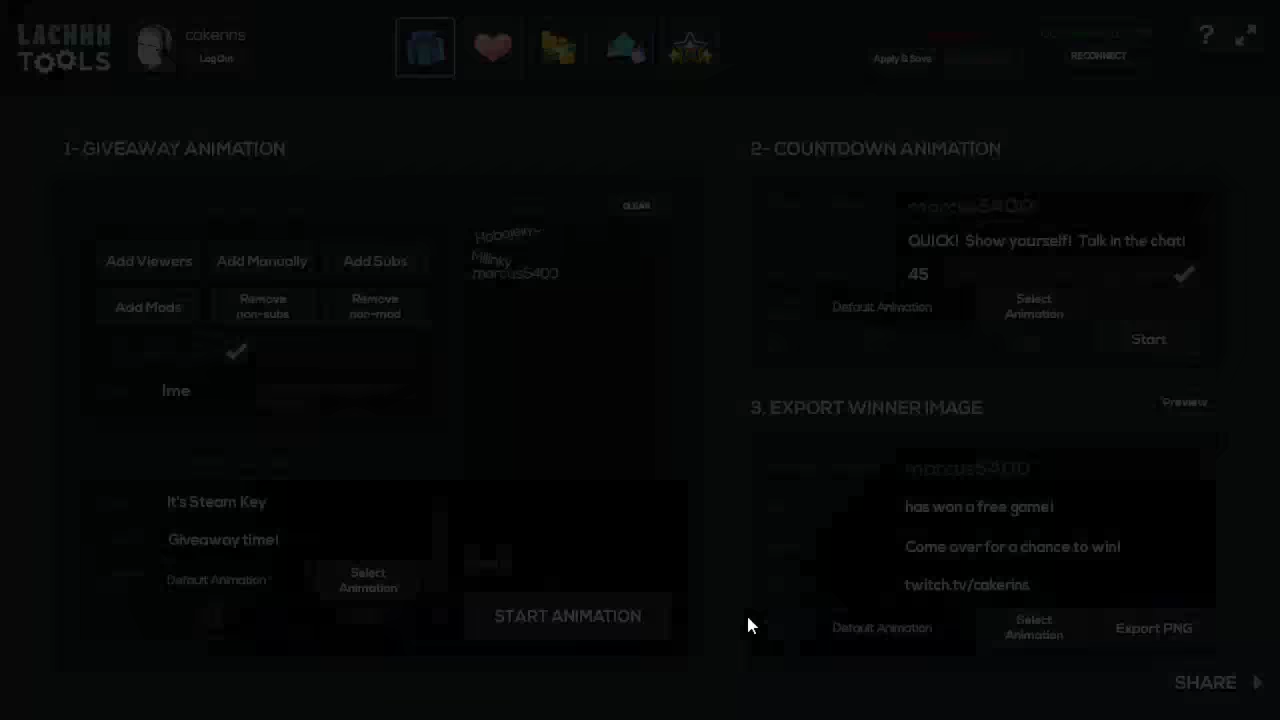 LACHHH
TOOLS
cakerins
Log Out
Apply & Save
RECONNECT
?
1- GIVEAWAY ANIMATION
CLEAR
Add Viewers
Add Manually
Add Subs
Add Mods
Remove
non-subs
Remove
non-mod
marcus5400
!me
It's Steam Key
Giveaway time!
Default Animation
Select
Animation
START ANIMATION
2- COUNTDOWN ANIMATION
marcus5400
QUICK! Show yourself! Talk in the chat!
45
Default Animation
Select
Animation
Start
3. EXPORT WINNER IMAGE
Preview
marcus5400
has won a free game!
Come over for a chance to win!
twitch.tv/cakerins
Default Animation
Select
Animation
Export PNG
SHARE